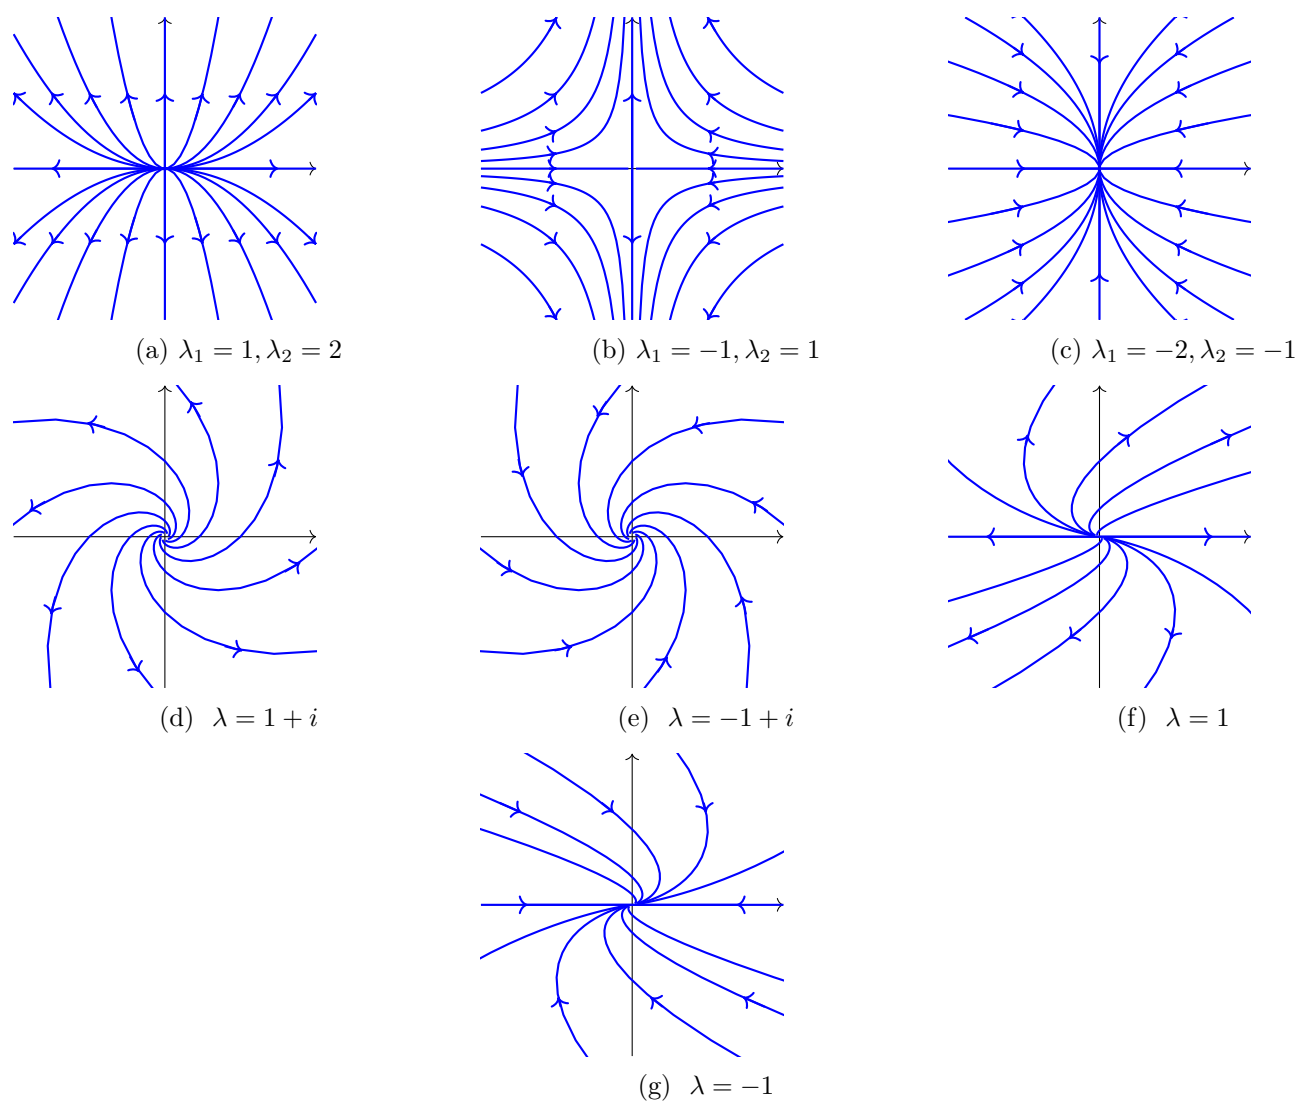 (a) λ₁ = 1, λ₂ = 2
(b) λ₁ = −1, λ₂ = 1
(c) λ₁ = −2, λ₂ = −1
(d) λ = 1 + i
(e) λ = −1 + i
(f) λ = 1
(g) λ = −1